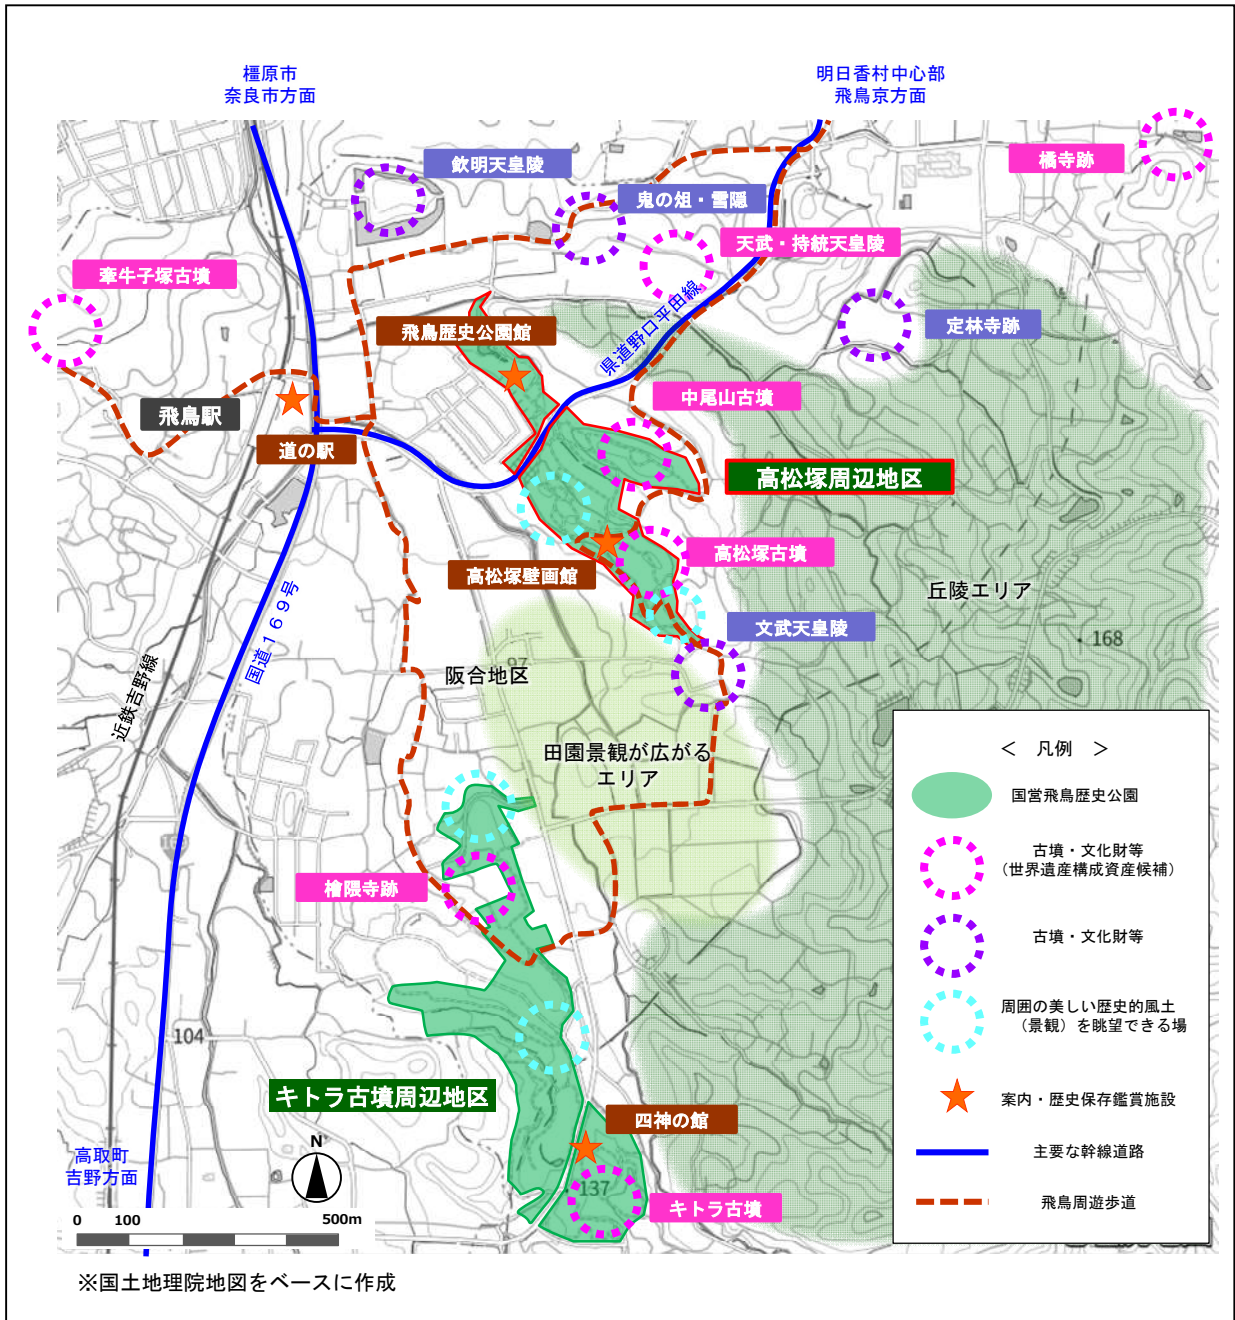 橿原市
奈良市方面
明日香村中心部
飛鳥京方面
橘寺跡
欽明天皇陵
鬼の俎・雪隠
天武・持統天皇陵
牽牛子塚古墳
定林寺跡
飛鳥歴史公園館
県道野口平田線
中尾山古墳
飛鳥駅
道の駅
高松塚周辺地区
高松塚古墳
高松塚壁画館
丘陵エリア
国道169号
文武天皇陵
168
97
阪合地区
近鉄吉野線
田園景観が広がる
エリア
檜隈寺跡
104
キトラ古墳周辺地区
四神の館
高取町
吉野方面
N
137
キトラ古墳
0 100 500m
※国土地理院地図をベースに作成
＜ 凡例 ＞
国営飛鳥歴史公園
古墳・文化財等
（世界遺産構成資産候補）
古墳・文化財等
周囲の美しい歴史的風土
（景観）を眺望できる場
案内・歴史保存鑑賞施設
主要な幹線道路
飛鳥周遊歩道